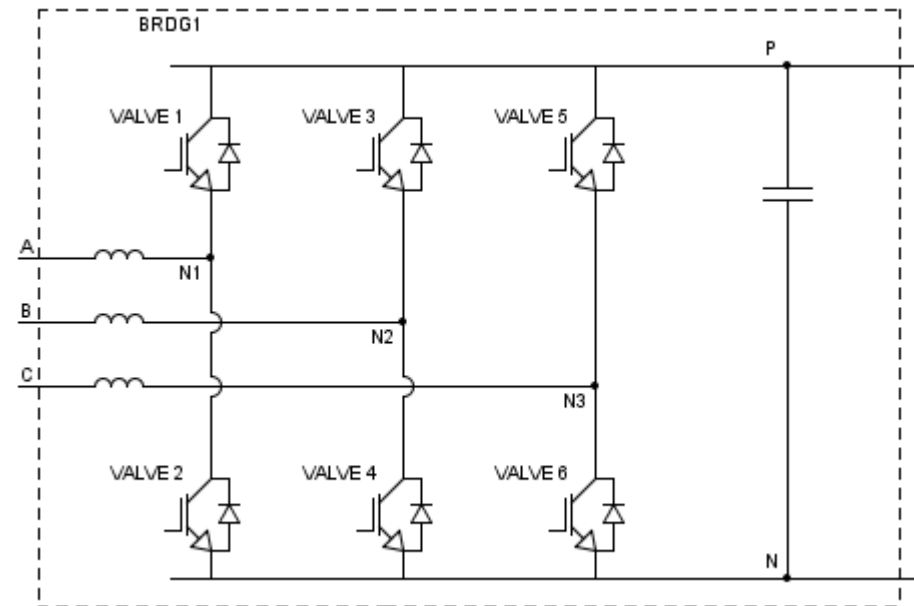 BRDG1
P
VALVE 1
VALVE 3
VALVE 5
A
N1
B
N2
C
N3
VALVE 2
VALVE 4
VALVE 6
N